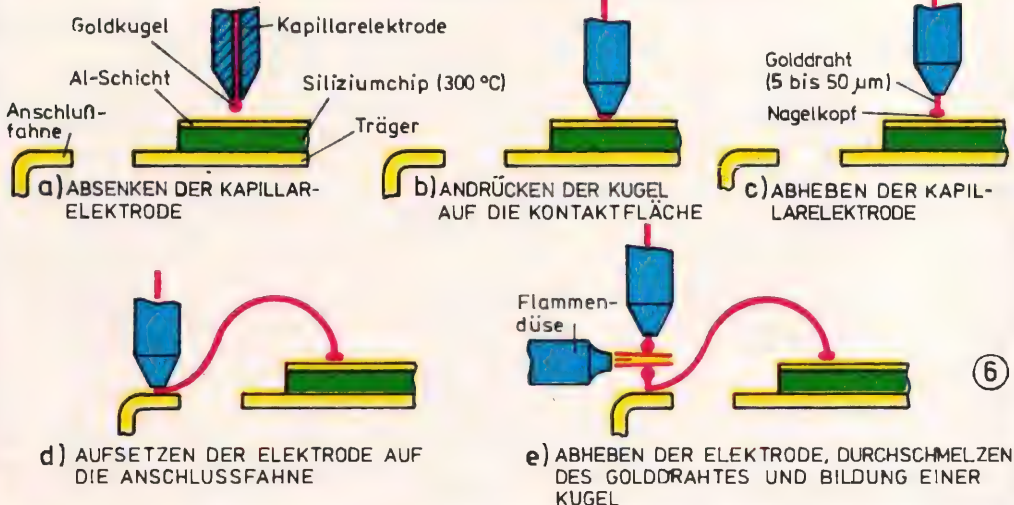 Goldkugel
Kapillarelektrode
Al-Schicht
Siliziumchip (300 °C)
Anschluß-
fahne
Träger
a) ABSENKEN DER KAPILLAR-
ELEKTRODE
b) ANDRÜCKEN DER KUGEL
AUF DIE KONTAKTFLÄCHE
Golddraht
(5 bis 50 µm)
Nagelkopf
c) ABHEBEN DER KAPIL-
LARELEKTRODE
d) AUFSETZEN DER ELEKTRODE AUF
DIE ANSCHLUSSFAHNE
Flammen-
düse
e) ABHEBEN DER ELEKTRODE, DURCHSCHMELZEN
DES GOLDDRAHTES UND BILDUNG EINER
KUGEL
6